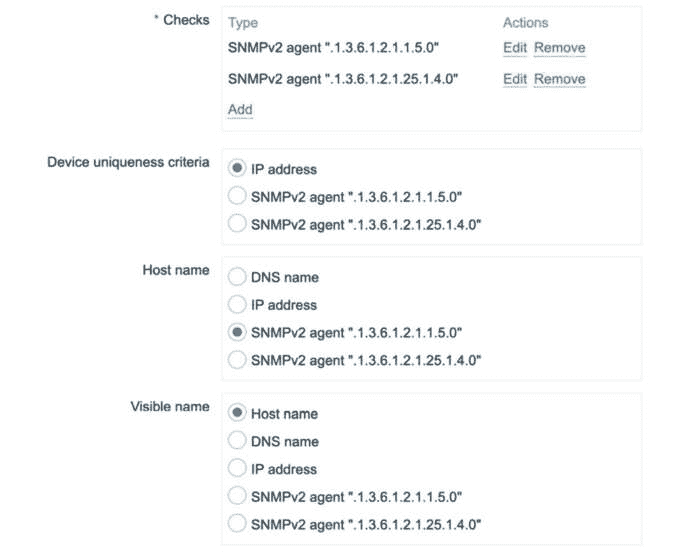 * Checks
Type Actions
SNMPv2 agent ".1.3.6.1.2.1.1.5.0" Edit Remove
SNMPv2 agent ".1.3.6.1.2.1.25.1.4.0" Edit Remove
Add
Device uniqueness criteria
IP address
SNMPv2 agent ".1.3.6.1.2.1.1.5.0"
SNMPv2 agent ".1.3.6.1.2.1.25.1.4.0"
Host name
DNS name
IP address
SNMPv2 agent ".1.3.6.1.2.1.1.5.0"
SNMPv2 agent ".1.3.6.1.2.1.25.1.4.0"
Visible name
Host name
DNS name
IP address
SNMPv2 agent ".1.3.6.1.2.1.1.5.0"
SNMPv2 agent ".1.3.6.1.2.1.25.1.4.0"